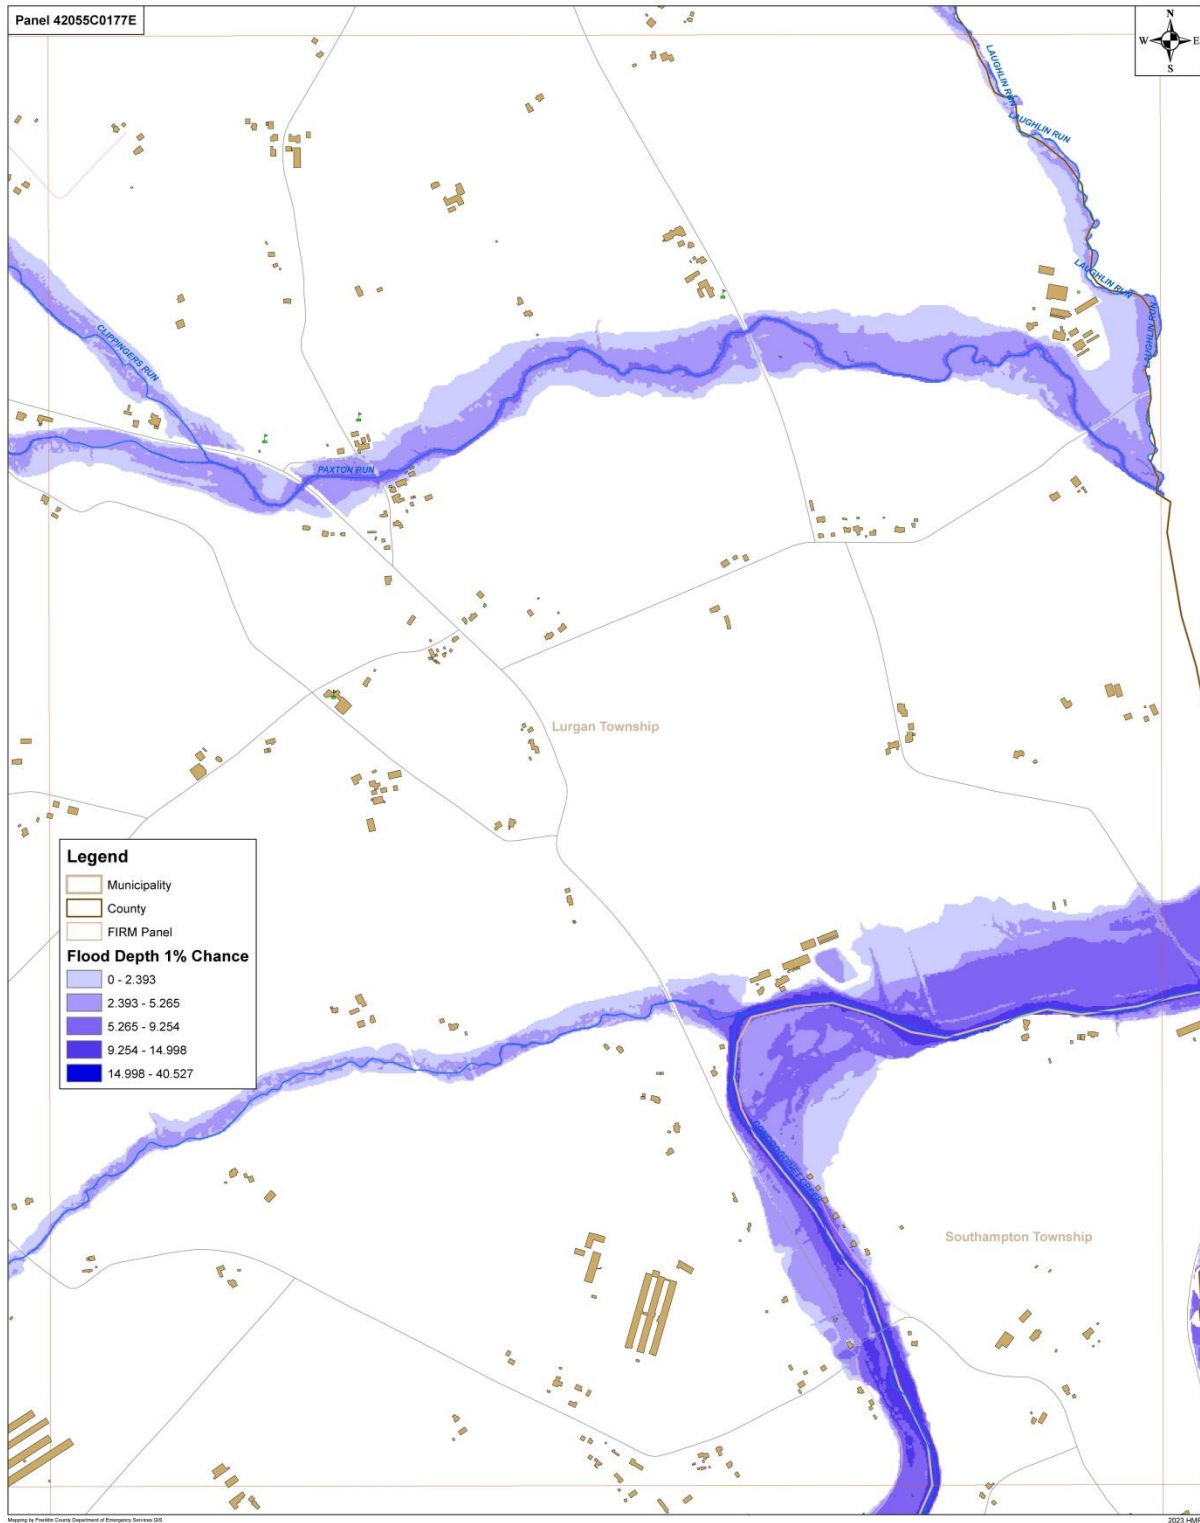 Panel 42055C0177E
N
W E
S
LAUGHLIN RUN
LAUGHLIN RUN
LAUGHLIN RUN
LAUGHLIN RUN
CLIPPINGERS RUN
PAXTON RUN
Lurgan Township
Legend
Municipality
County
FIRM Panel
Flood Depth 1% Chance
0 - 2.393
2.393 - 5.265
5.265 - 9.254
9.254 - 14.998
14.998 - 40.527
Southampton Township
Mapping by Franklin County Department of Emergency Services GIS
2023 HMP